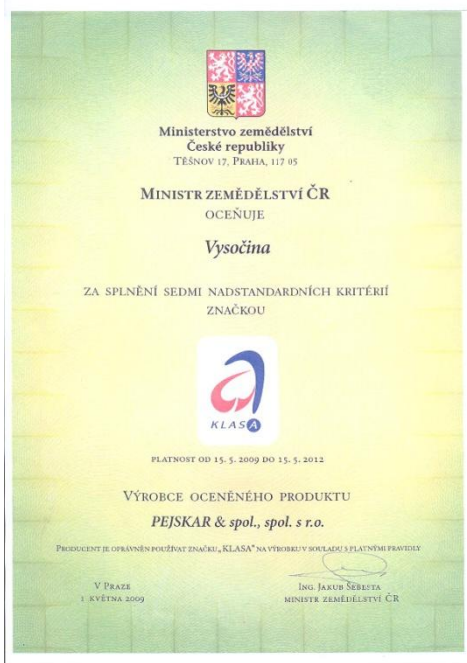 Ministerstvo zemědělství
České republiky
TĚŠNOV 17, PRAHA, 117 05
MINISTR ZEMĚDĚLSTVÍ ČR
OCEŇUJE
Vysočina
ZA SPLNĚNÍ SEDMI NADSTANDARDNÍCH KRITÉRIÍ
ZNAČKOU
KLASA
PLATNOST OD 15. 5. 2009 DO 15. 5. 2012
VÝROBCE OCENĚNÉHO PRODUKTU
PEJSKAR & spol., spol. s r.o.
PRODUCENT JE OPRÁVNĚN POUŽÍVAT ZNAČKU „KLASA" NA VÝROBKU V SOULADU S PLATNÝMI PRAVIDLY
V PRAZE
1. KVĚTNA 2009
ING. JAKUB ŠEBESTA
MINISTR ZEMĚDĚLSTVÍ ČR